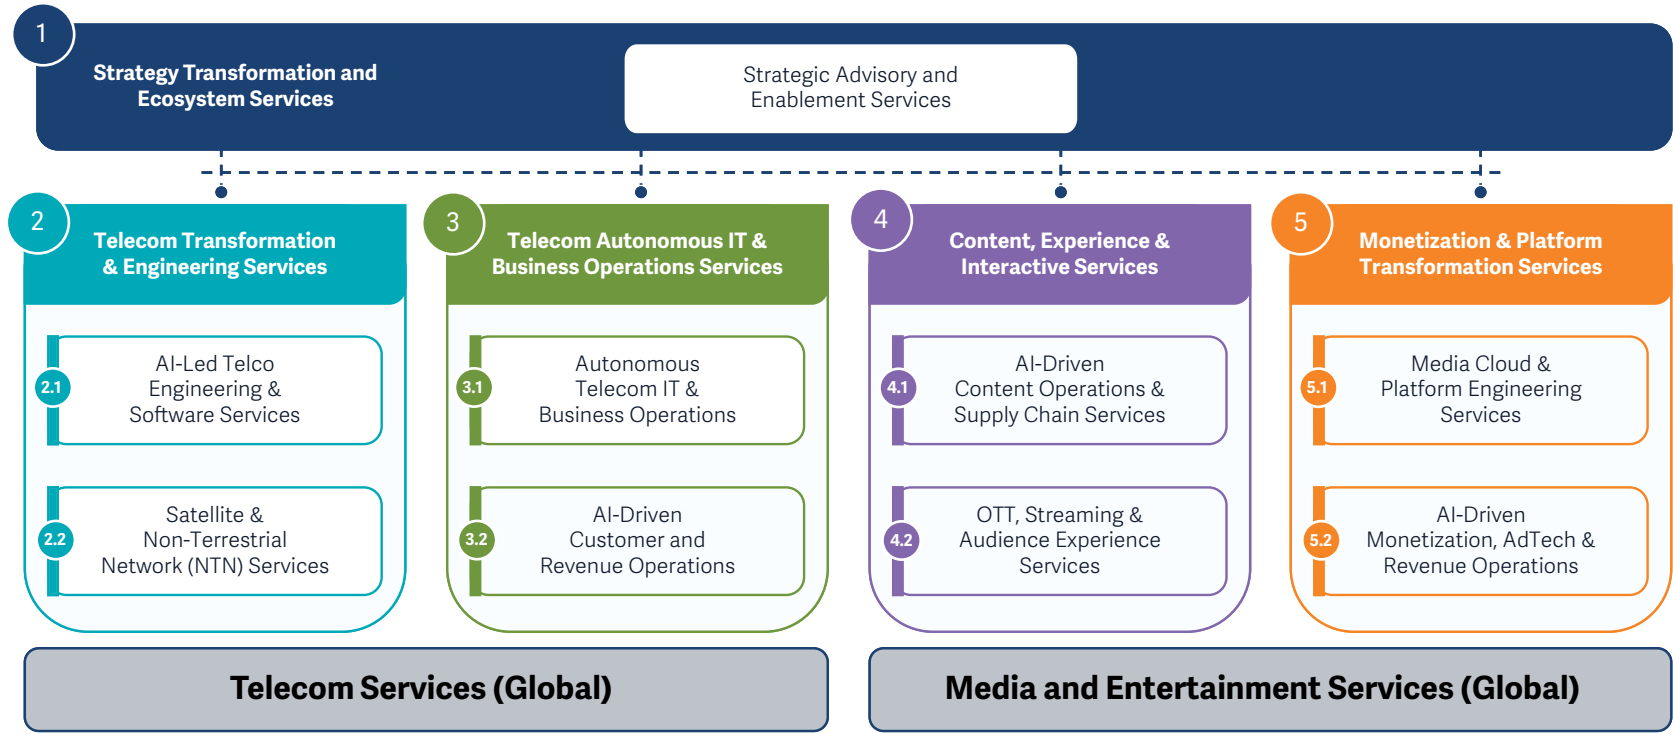 1
Strategy Transformation and
Ecosystem Services
Strategic Advisory and
Enablement Services
2
Telecom Transformation
& Engineering Services
2.1
AI-Led Telco
Engineering &
Software Services
2.2
Satellite &
Non-Terrestrial
Network (NTN) Services
3
Telecom Autonomous IT &
Business Operations Services
3.1
Autonomous
Telecom IT &
Business Operations
3.2
AI-Driven
Customer and
Revenue Operations
4
Content, Experience &
Interactive Services
4.1
AI-Driven
Content Operations &
Supply Chain Services
4.2
OTT, Streaming &
Audience Experience
Services
5
Monetization & Platform
Transformation Services
5.1
Media Cloud &
Platform Engineering
Services
5.2
AI-Driven
Monetization, AdTech &
Revenue Operations
Telecom Services (Global)
Media and Entertainment Services (Global)